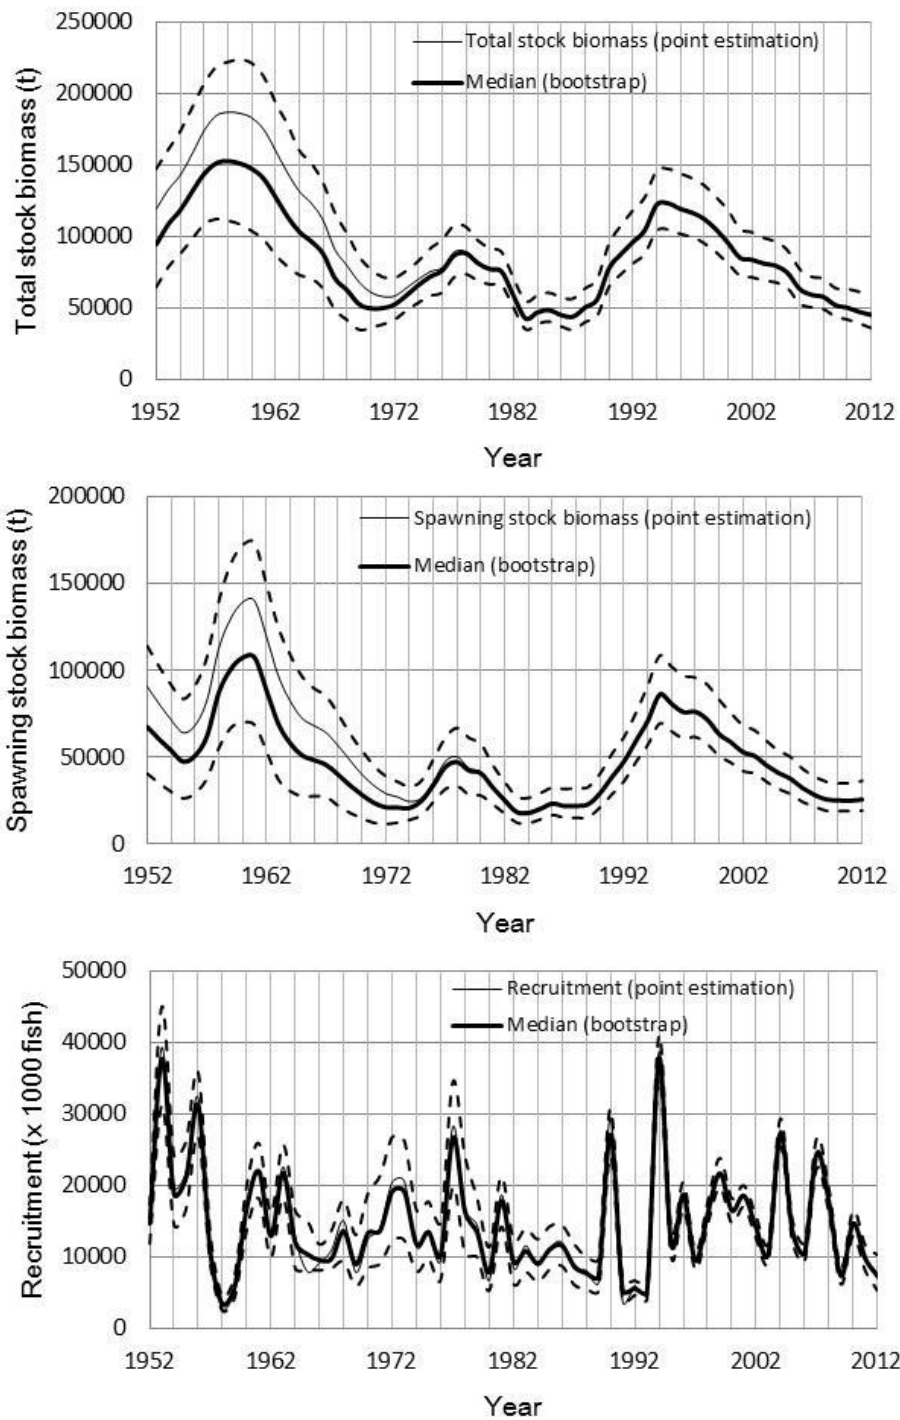 250000
200000
150000
100000
50000
0
Total stock biomass (t)
Total stock biomass (point estimation)
Median (bootstrap)
1952 1962 1972 1982 1992 2002 2012
Year
200000
150000
100000
50000
0
Spawning stock biomass (t)
Spawning stock biomass (point estimation)
Median (bootstrap)
1952 1962 1972 1982 1992 2002 2012
Year
50000
40000
30000
20000
10000
0
Recruitment (x 1000 fish)
Recruitment (point estimation)
Median (bootstrap)
1952 1962 1972 1982 1992 2002 2012
Year